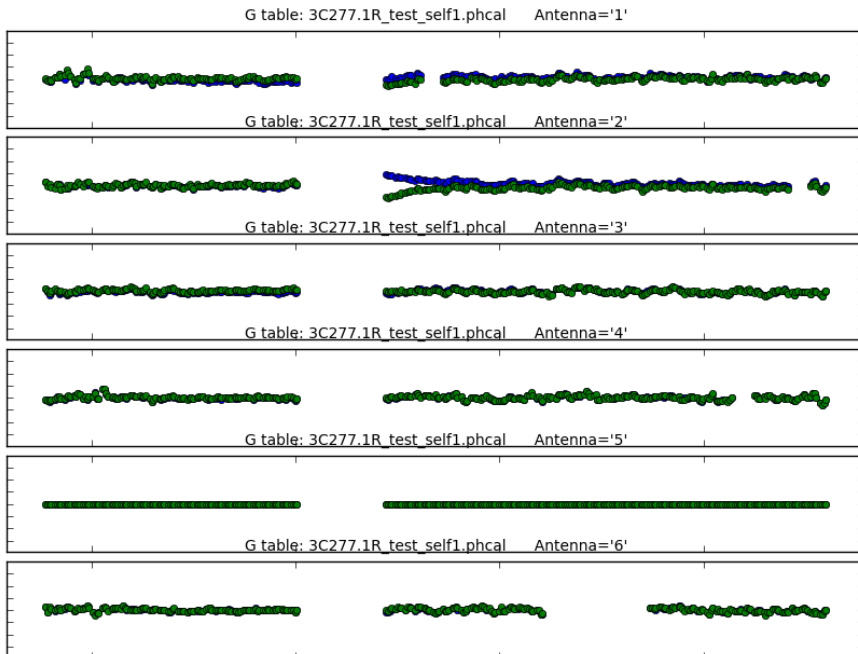 G table: 3C277.1R_test_self1.phcal Antenna='1'
G table: 3C277.1R_test_self1.phcal Antenna='2'
G table: 3C277.1R_test_self1.phcal Antenna='3'
G table: 3C277.1R_test_self1.phcal Antenna='4'
G table: 3C277.1R_test_self1.phcal Antenna='5'
G table: 3C277.1R_test_self1.phcal Antenna='6'